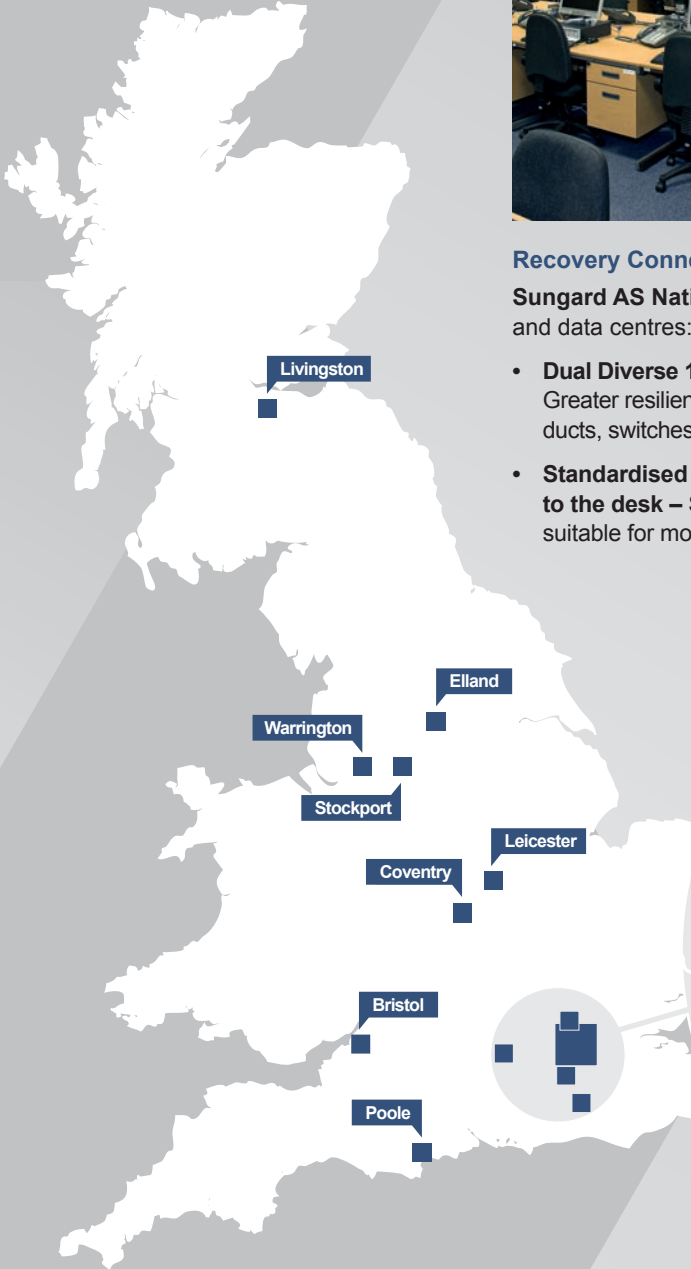 Recovery Conne
Sungard AS Nati
and data centres:
• Dual Diverse 1
Greater resilien
ducts, switches
• Standardised
to the desk – S
suitable for mo
Livingston
Elland
Warrington
Stockport
Leicester
Coventry
Bristol
Poole